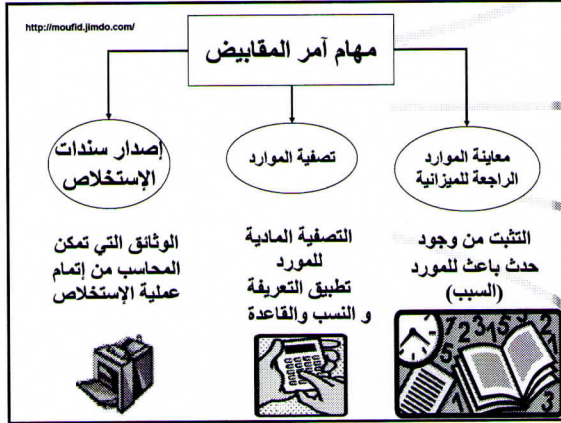 http://moufid.jimdo.com/
مهام آمر المقابيض
معاينة الموارد
الراجعة للميزانية
تصفية الموارد
إصدار سندات
الإستخلاص
التثبت من وجود
حدث باعث للمورد
(السبب)
التصفية المادية
للمورد
تطبيق التعريفة
و النسب والقاعدة
الوثائق التي تمكن
المحاسب من إتمام
عملية الإستخلاص